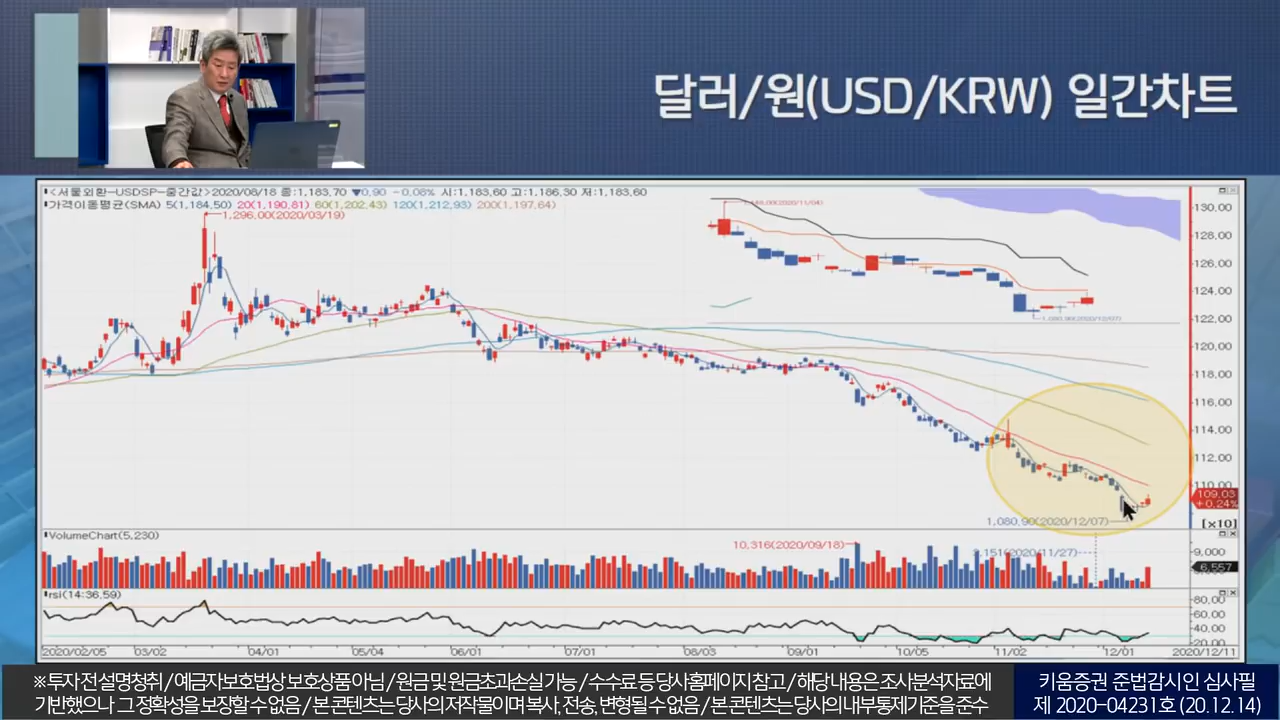 달러/원(USD/KRW) 일간차트
<서울외환-USDSP-중간값>2020/08/18 종:1,183.70 ▼0.90 -0.08% 시:1,183.60 고:1,186.30 저:1,183.60
가격이동평균(SMA) 5(1,184.50) 20(1,190.61) 60(1,202.43) 120(1,212.93) 200(1,197.64)
1,296.00(2020/03/19)
130.00
128.00
126.00
124.00
1,080.90(2020/12/07)
122.00
120.00
118.00
116.00
114.00
112.00
110.00
109.03
+0.24%
1,080.90(2020/12/07)
[×10]
VolumeChart(5,230)
10,316(2020/09/18)
3,151(2020/11/27)
9,000
6,557
rsi(14:36.59)
80.00
60.00
40.00
20.00
2020/02/05 03/02 04/01 05/04 06/01 07/01 08/03 09/01 10/05 11/02 12/01 2020/12/11
※ 투자 전 설명청취 / 예금자보호법상 보호상품 아님 / 원금 및 원금초과손실 가능 / 수수료 등 당사홈페이지 참고 / 해당 내용은 조사분석자료에
기반했으나 그 정확성을 보장할 수 없음 / 본 콘텐츠는 당사의 저작물이며 복사, 전송, 변형될 수 없음 / 본 콘텐츠는 당사의 내부통제기준을 준수
키움증권 준법감시인 심사필
제 2020-04231호 (20.12.14)